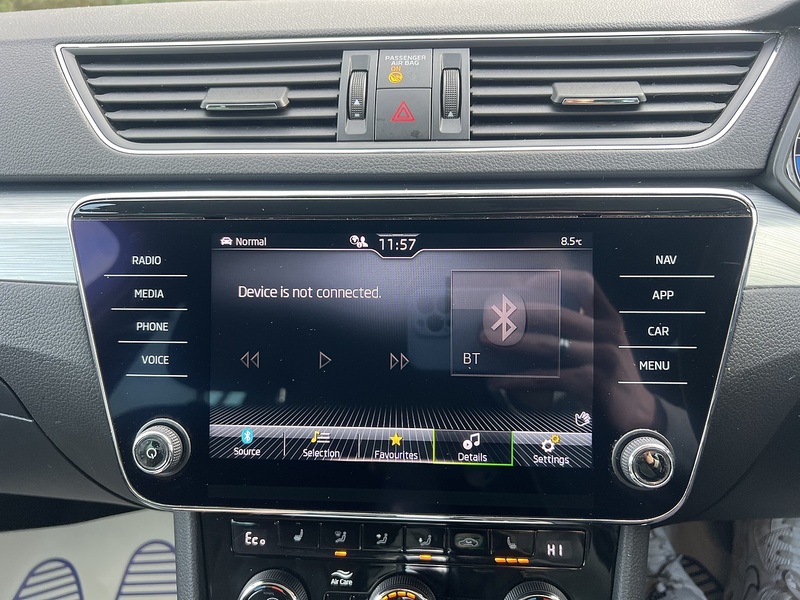 PASSENGER
AIR BAG
ON
Normal
11:57
8.5℃
RADIO
MEDIA
PHONE
VOICE
NAV
APP
CAR
MENU
Device is not connected.
BT
Source
Selection
Favourites
Details
Settings
Eco
HI
Air Care